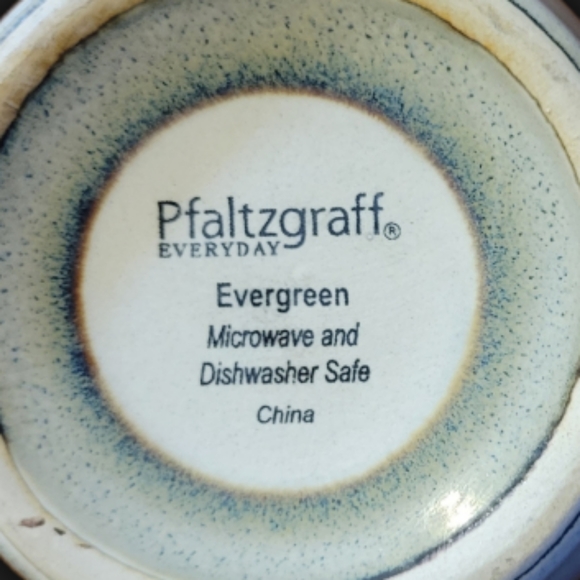 Pfaltzgraff®
EVERYDAY
Evergreen
Microwave and
Dishwasher Safe
China